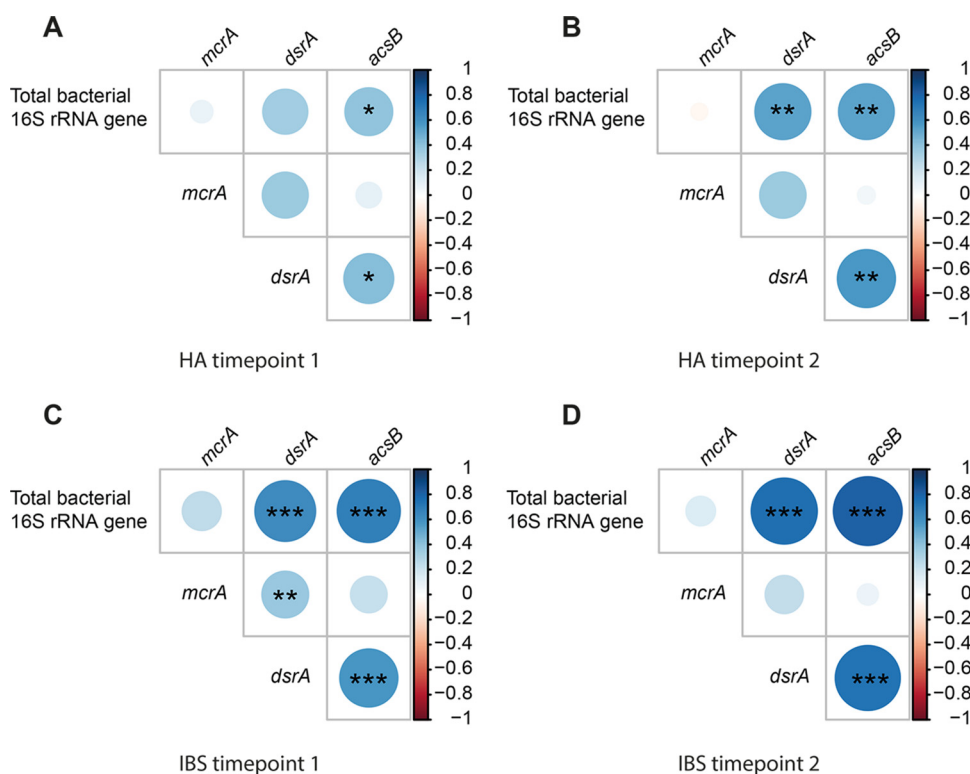 A
mcrA
dsrA
acsB
Total bacterial
16S rRNA gene
*
mcrA
dsrA
*
1
0.8
0.6
0.4
0.2
0
−0.2
−0.4
−0.6
−0.8
−1
HA timepoint 1
B
mcrA
dsrA
acsB
Total bacterial
16S rRNA gene
** **
mcrA
dsrA
**
1
0.8
0.6
0.4
0.2
0
−0.2
−0.4
−0.6
−0.8
−1
HA timepoint 2
C
mcrA
dsrA
acsB
Total bacterial
16S rRNA gene
*** ***
mcrA
**
dsrA
***
1
0.8
0.6
0.4
0.2
0
−0.2
−0.4
−0.6
−0.8
−1
IBS timepoint 1
D
mcrA
dsrA
acsB
Total bacterial
16S rRNA gene
*** ***
mcrA
dsrA
***
1
0.8
0.6
0.4
0.2
0
−0.2
−0.4
−0.6
−0.8
−1
IBS timepoint 2